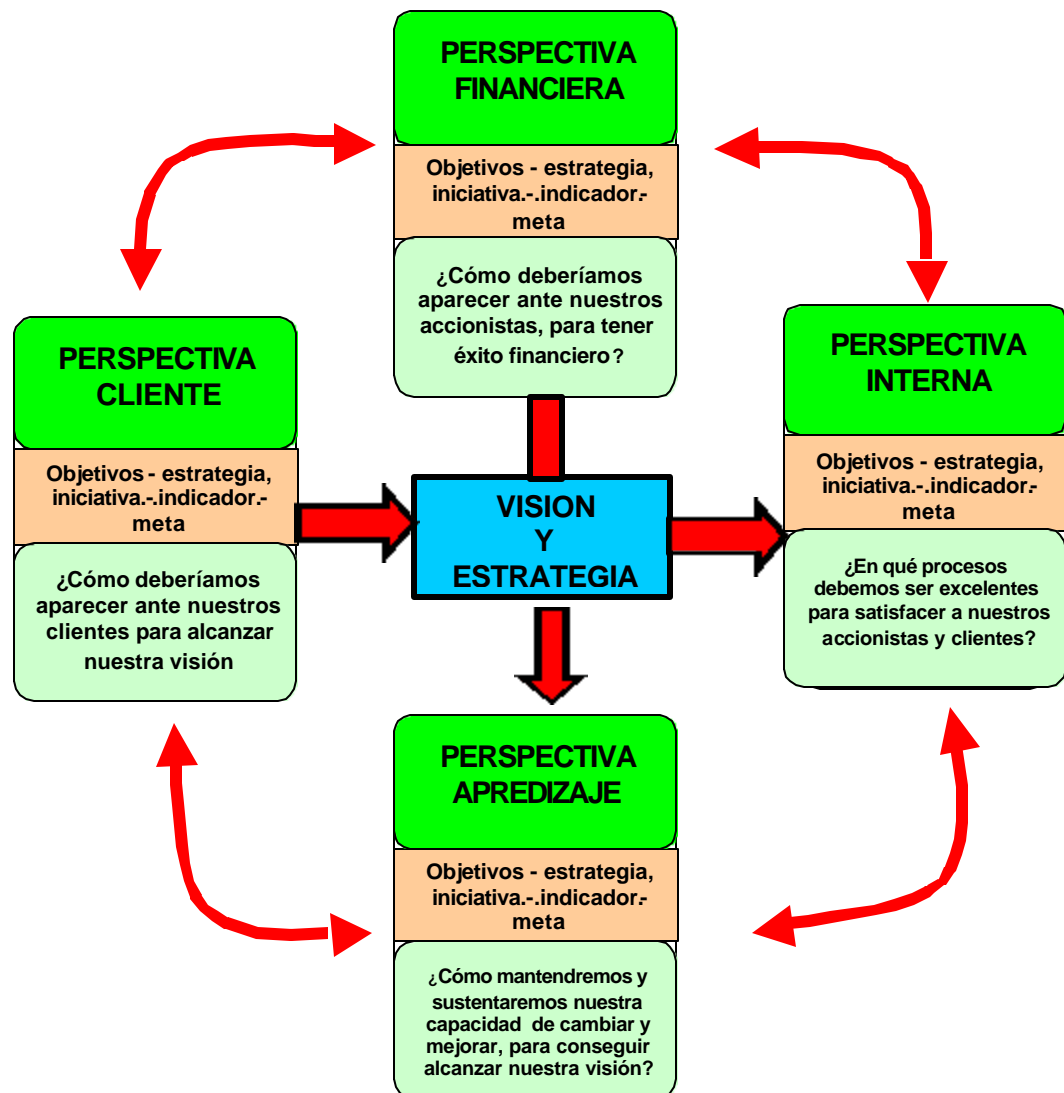 PERSPECTIVA
FINANCIERA
Objetivos - estrategia,
iniciativa.-.indicador.-
meta
¿Cómo deberíamos
aparecer ante nuestros
accionistas, para tener
éxito financiero?
PERSPECTIVA
CLIENTE
Objetivos - estrategia,
iniciativa.-.indicador.-
meta
¿Cómo deberíamos
aparecer ante nuestros
clientes para alcanzar
nuestra visión
VISION
Y
ESTRATEGIA
PERSPECTIVA
INTERNA
Objetivos - estrategia,
iniciativa.-.indicador.-
meta
¿En qué procesos
debemos ser excelentes
para satisfacer a nuestros
accionistas y clientes?
PERSPECTIVA
APREDIZAJE
Objetivos - estrategia,
iniciativa.-.indicador.-
meta
¿Cómo mantendremos y
sustentaremos nuestra
capacidad de cambiar y
mejorar, para conseguir
alcanzar nuestra visión?